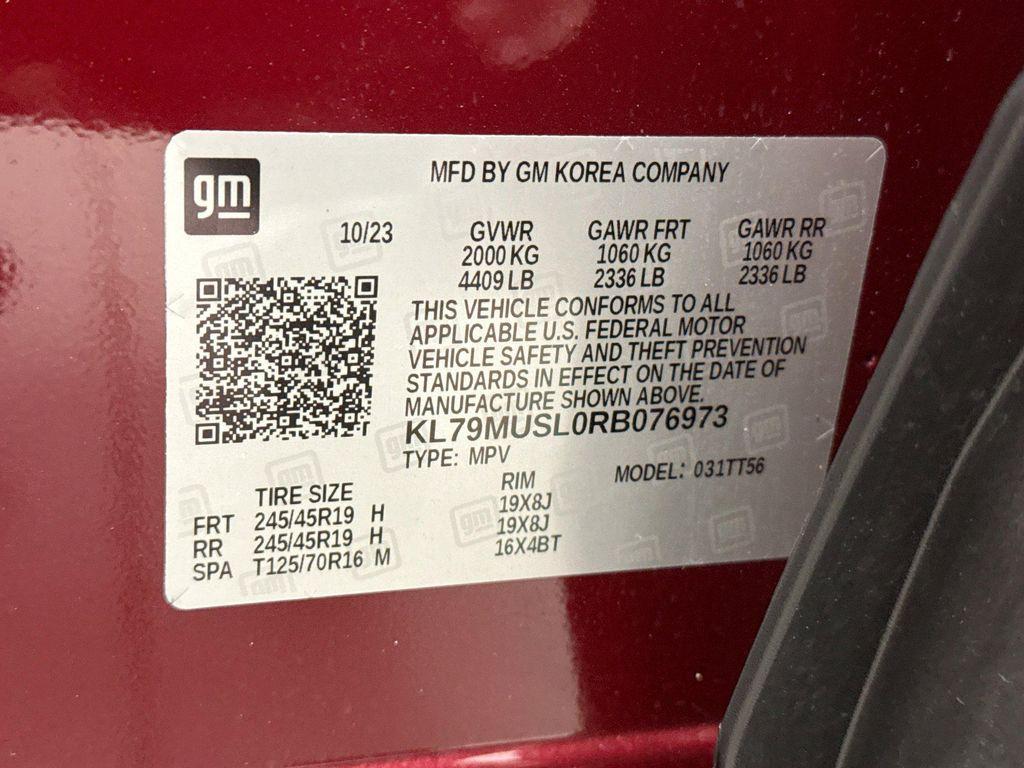 gm
MFD BY GM KOREA COMPANY
10/23 GVWR GAWR FRT GAWR RR
2000 KG 1060 KG 1060 KG
4409 LB 2336 LB 2336 LB
THIS VEHICLE CONFORMS TO ALL
APPLICABLE U.S. FEDERAL MOTOR
VEHICLE SAFETY AND THEFT PREVENTION
STANDARDS IN EFFECT ON THE DATE OF
MANUFACTURE SHOWN ABOVE.
KL79MUSL0RB076973
TYPE: MPV MODEL: 031TT56
TIRE SIZE RIM
FRT 245/45R19 H 19X8J
RR 245/45R19 H 19X8J
SPA T125/70R16 M 16X4BT